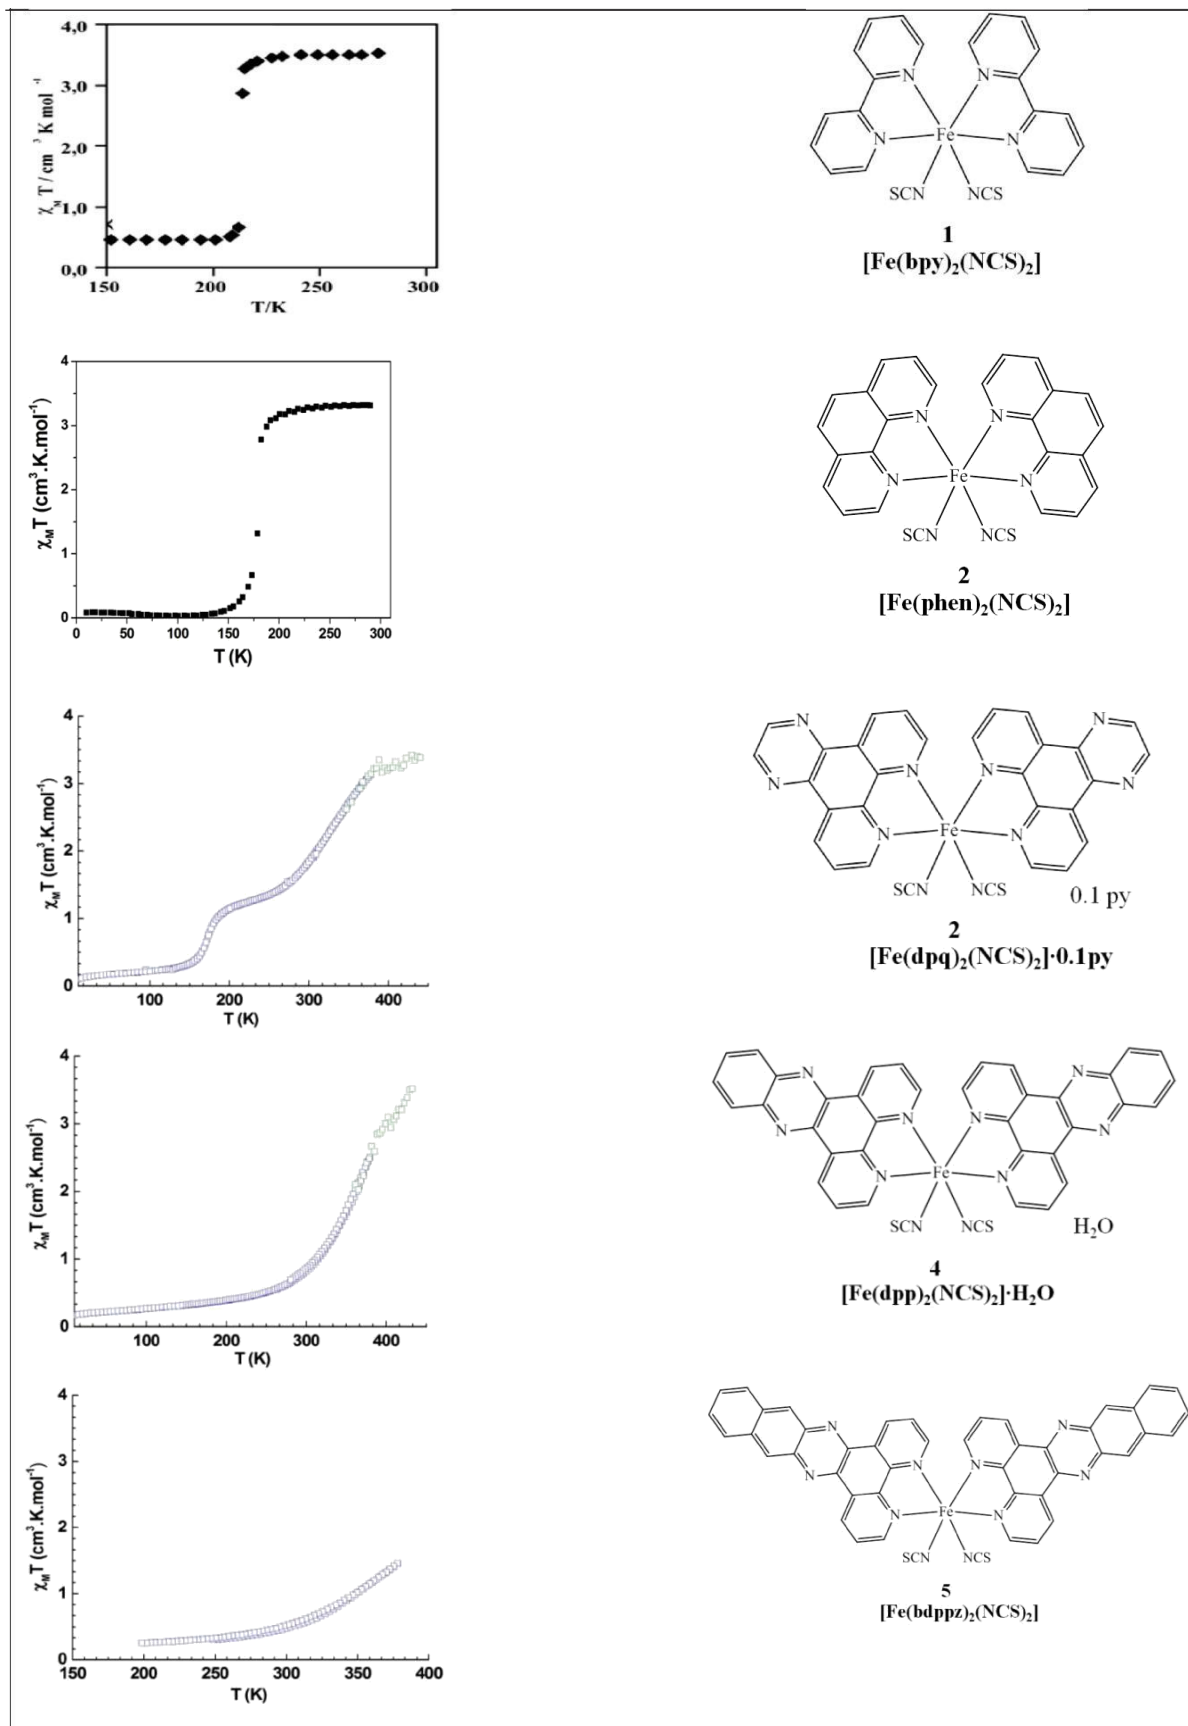 4,0
3,0
2,0
1,0
0,0
χM T / cm³ K mol⁻¹
150
200
250
300
T/K
N
N
N
N
Fe
SCN
NCS
1
[Fe(bpy)₂(NCS)₂]
4
3
2
1
0
χMT (cm³.K.mol⁻¹)
0
50
100
150
200
250
300
T (K)
N
N
N
N
Fe
SCN
NCS
2
[Fe(phen)₂(NCS)₂]
4
3
2
1
0
χMT (cm³.K.mol⁻¹)
100
200
300
400
T (K)
N
N
N
N
N
N
N
N
Fe
SCN
NCS
0.1 py
2
[Fe(dpq)₂(NCS)₂]·0.1py
4
3
2
1
0
χMT (cm³.K.mol⁻¹)
100
200
300
400
T (K)
N
N
N
N
N
N
N
N
Fe
SCN
NCS
H₂O
4
[Fe(dpp)₂(NCS)₂]·H₂O
4
3
2
1
0
χMT (cm³.K.mol⁻¹)
150
200
250
300
350
400
T (K)
N
N
N
N
N
N
N
N
Fe
SCN
NCS
5
[Fe(bdppz)₂(NCS)₂]